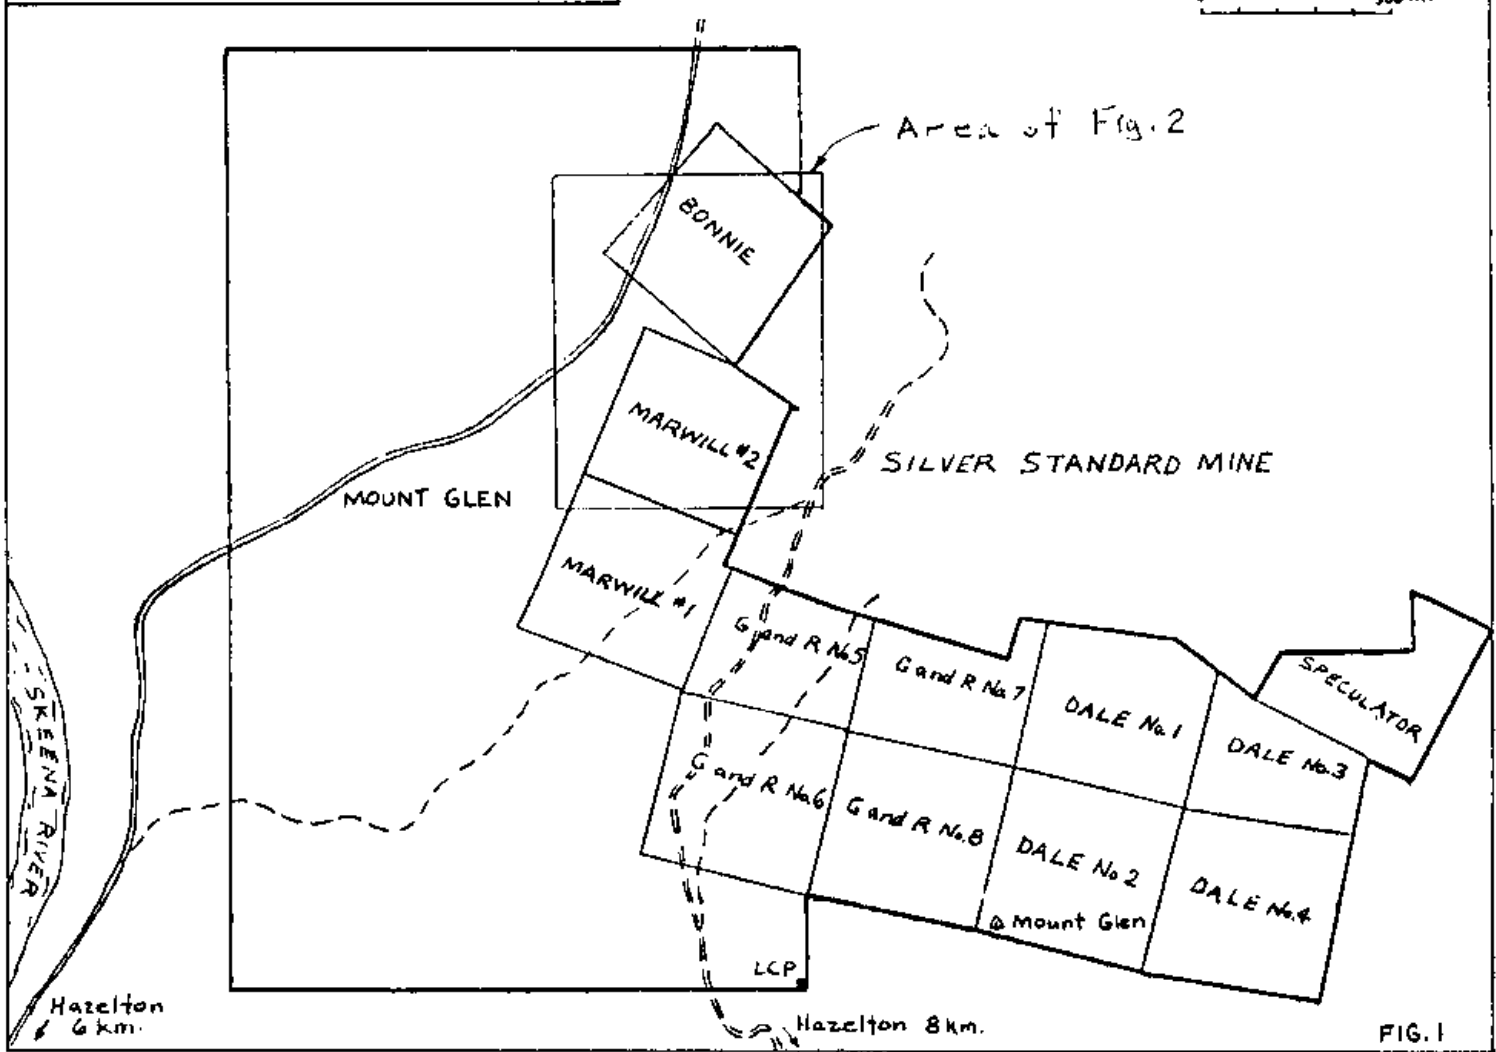 Area of Fig. 2
BONNIE
MARWILL #2
SILVER STANDARD MINE
MOUNT GLEN
MARWILL #1
G and R No.5
G and R No.7
DALE No.1
SPECULATOR
DALE No.3
G and R No.6
G and R No.8
DALE No.2
DALE No.4
Mount Glen
SKEENA RIVER
LCP
Hazelton
6 km.
Hazelton 8 km.
FIG. 1